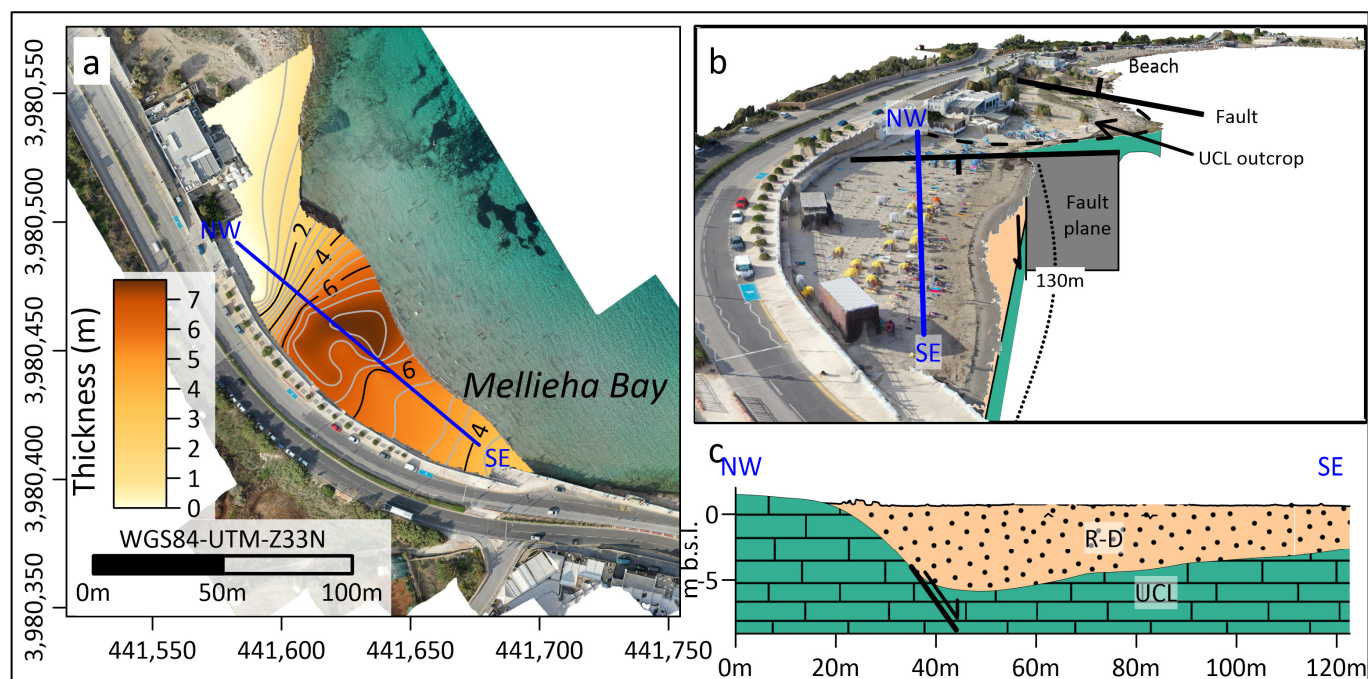 a
3,980,550
3,980,500
3,980,450
3,980,400
3,980,350
441,550
441,600
441,650
441,700
441,750
NW
SE
2
4
6
6
4
Mellieha Bay
Thickness (m)
7
6
5
4
3
2
1
0
WGS84-UTM-Z33N
0m
50m
100m
b
Beach
Fault
UCL outcrop
NW
Fault
plane
130m
SE
c
NW
SE
m b.s.l.
0
-5
R-D
UCL
0m
20m
40m
60m
80m
100m
120m